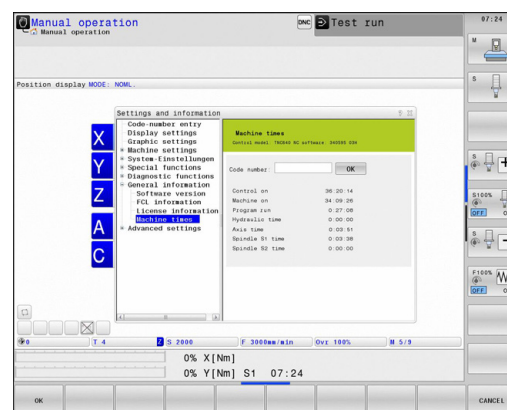 Manual operation
Manual operation
DNC
Test run
07:24
Position display MODE: NOML.
M
S
Settings and information
Code-number entry
Display settings
Graphic settings
Machine settings
System-Einstellungen
Special functions
Diagnostic functions
General information
Software version
FCL information
License information
Machine times
Advanced settings
Machine times
Code number:
OK
Control on 36:20:14
Machine on 34:09:26
Program run 0:27:08
Hydraulic time 0:00:00
Axis time 0:03:51
Spindle S1 time 0:03:38
Spindle S2 time 0:00:00
X
Y
Z
A
C
S
S100%
OFF
S
F100%
OFF
0
T 4
Z S 2000
F 3000mm/min
Ovr 100%
M 5/9
0% X[Nm]
0% Y[Nm] S1 07:24
OK
CANCEL